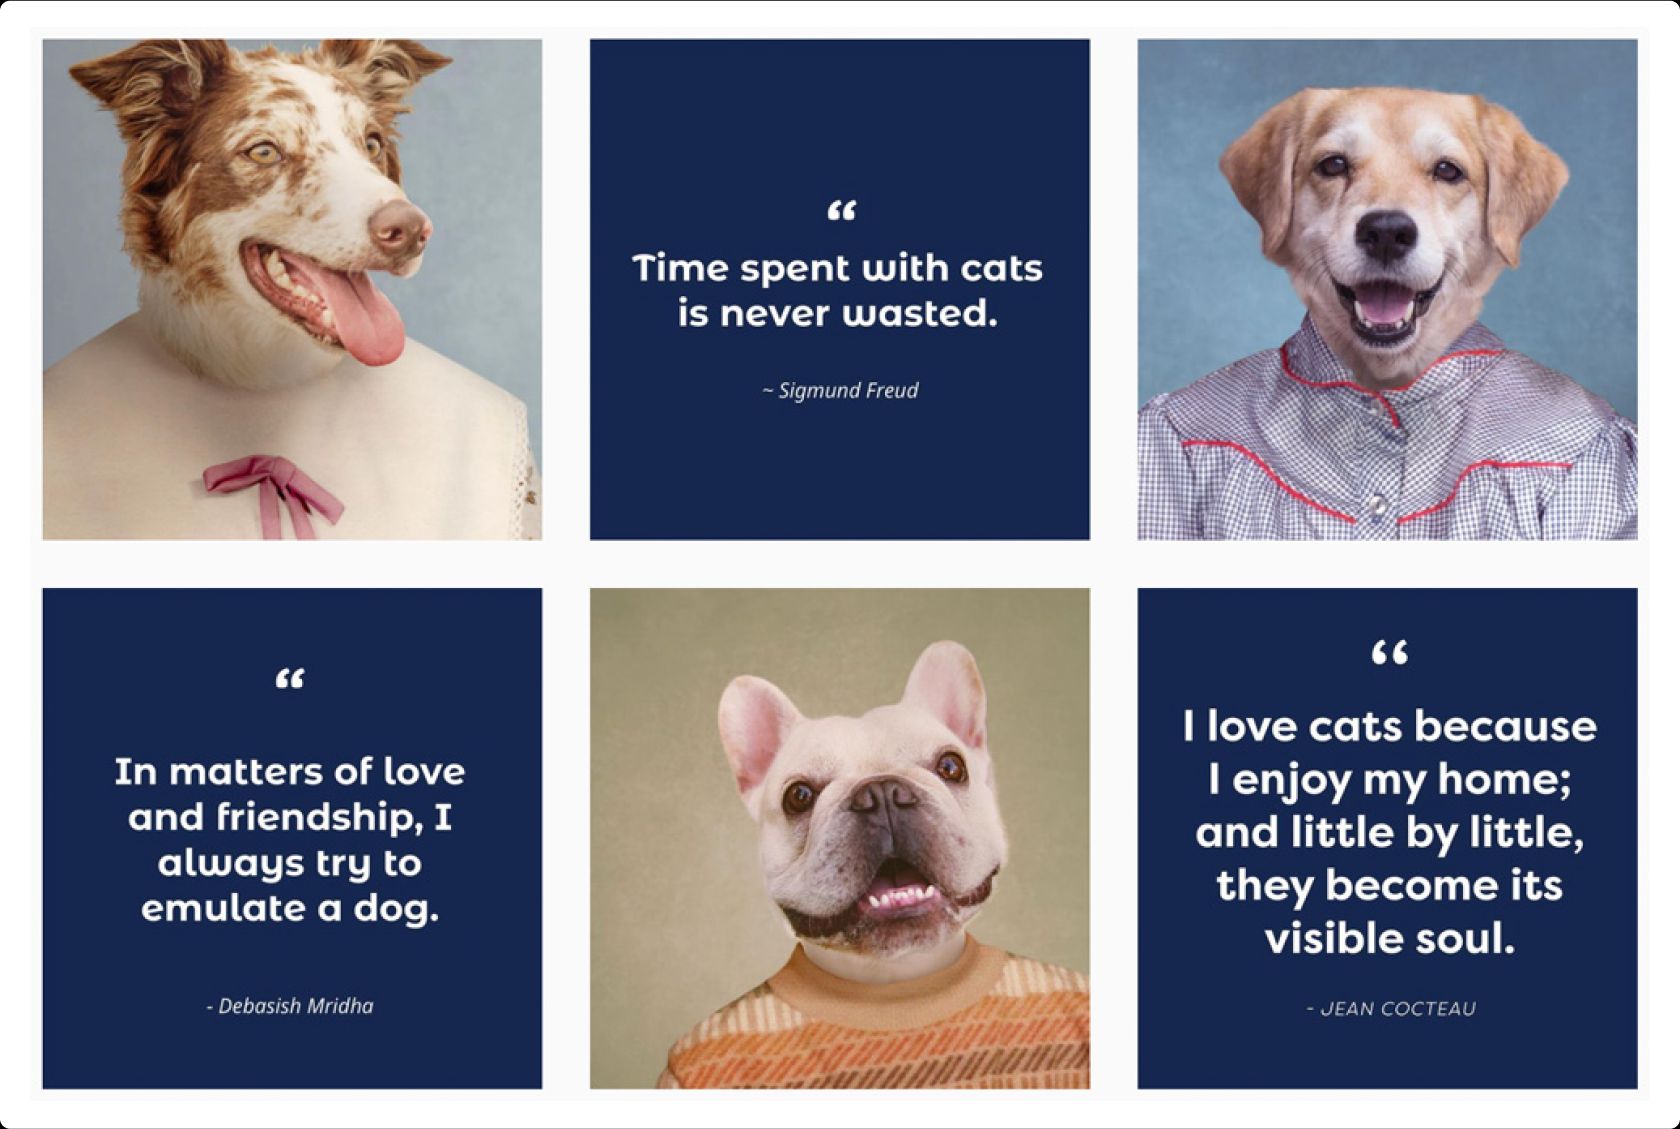 “
Time spent with cats
is never wasted.
~ Sigmund Freud
“
In matters of love
and friendship, I
always try to
emulate a dog.
- Debasish Mridha
“
I love cats because
I enjoy my home;
and little by little,
they become its
visible soul.
- JEAN COCTEAU